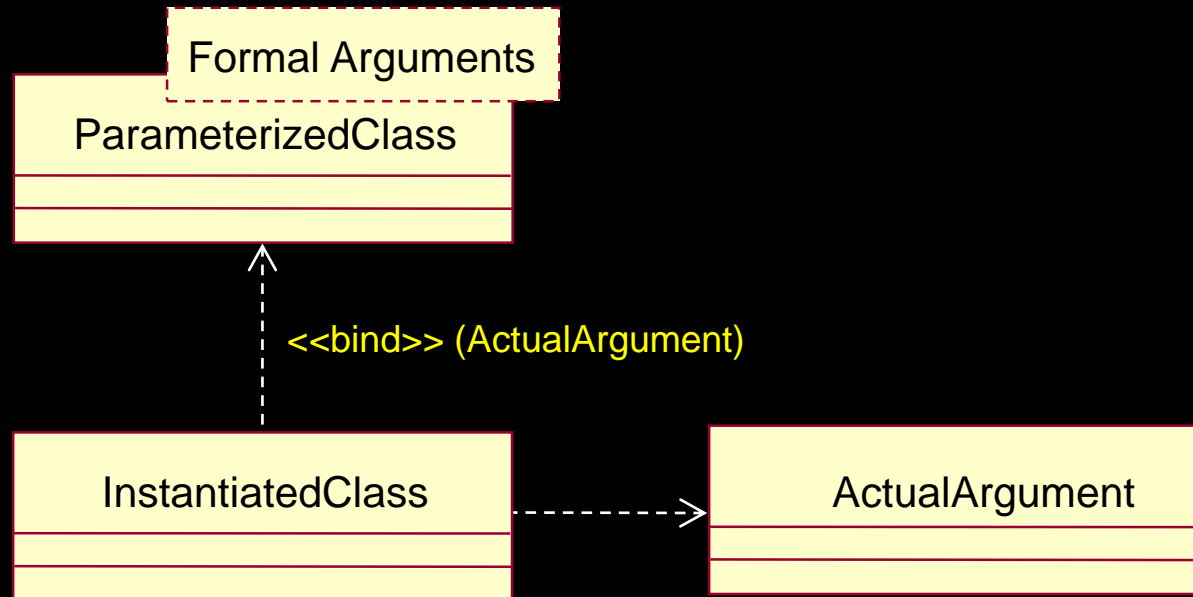 Formal Arguments
ParameterizedClass
<<bind>> (ActualArgument)
InstantiatedClass
ActualArgument